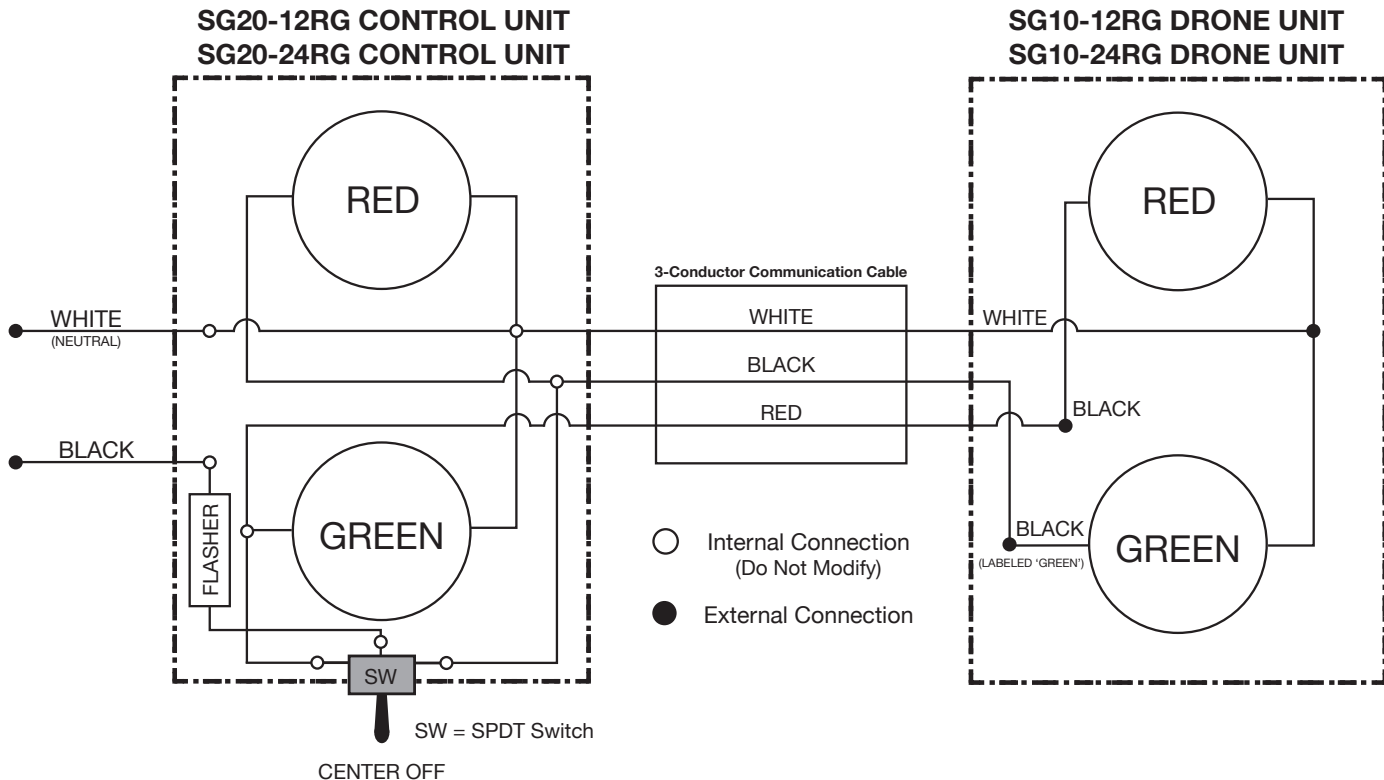 SG20-12RG CONTROL UNIT
SG20-24RG CONTROL UNIT
SG10-12RG DRONE UNIT
SG10-24RG DRONE UNIT
RED
RED
3-Conductor Communication Cable
WHITE
(NEUTRAL)
WHITE
WHITE
BLACK
RED
BLACK
BLACK
FLASHER
GREEN
BLACK
(LABELED 'GREEN')
GREEN
Internal Connection
(Do Not Modify)
External Connection
SW
SW = SPDT Switch
CENTER OFF